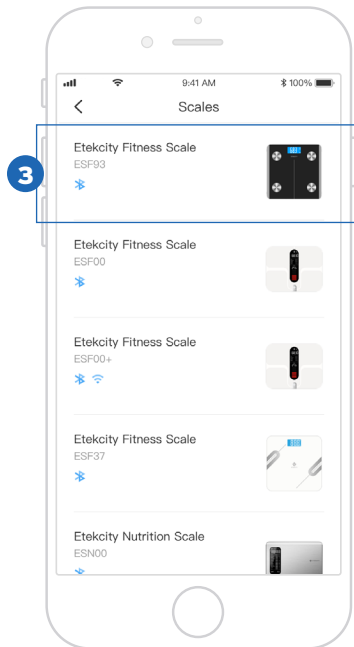 9:41 AM
100%
Scales
3
Etekcity Fitness Scale
ESF93
Etekcity Fitness Scale
ESF00
Etekcity Fitness Scale
ESF00+
Etekcity Fitness Scale
ESF37
Etekcity Nutrition Scale
ESN00